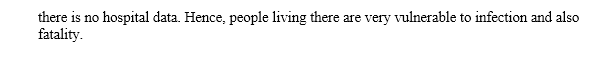 there is no hospital data. Hence, people living there are very vulnerable to infection and also
fatality.